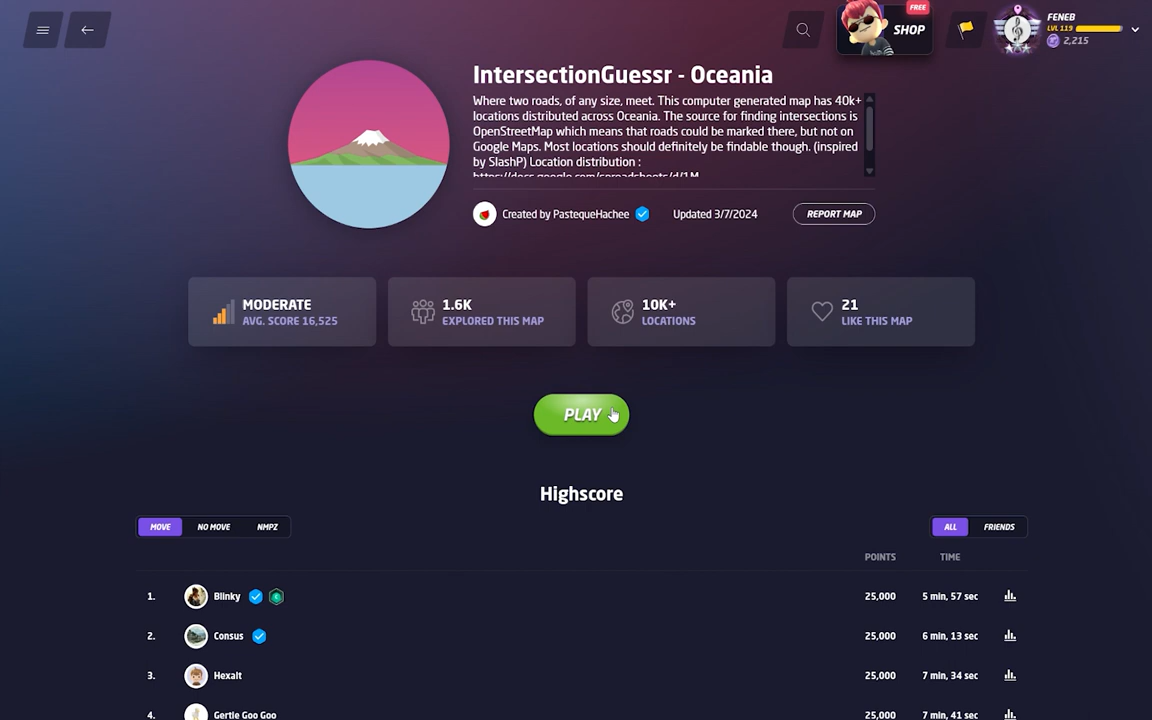 FREE
SHOP
FENEB
LVL 119
2,215
IntersectionGuessr - Oceania
Where two roads, of any size, meet. This computer generated map has 40k+
locations distributed across Oceania. The source for finding intersections is
OpenStreetMap which means that roads could be marked there, but not on
Google Maps. Most locations should definitely be findable though. (inspired
by SlashP) Location distribution :
https://docs.google.com/spreadsheets/d/1M
Created by PastequeHachee
Updated 3/7/2024
REPORT MAP
MODERATE
AVG. SCORE 16,525
1.6K
EXPLORED THIS MAP
10K+
LOCATIONS
21
LIKE THIS MAP
PLAY
Highscore
MOVE NO MOVE NMPZ
ALL FRIENDS
POINTS TIME
1. Blinky 25,000 5 min, 57 sec
2. Consus 25,000 6 min, 13 sec
3. Hexalt 25,000 7 min, 34 sec
4. Gertie Goo Goo 25,000 7 min, 41 sec